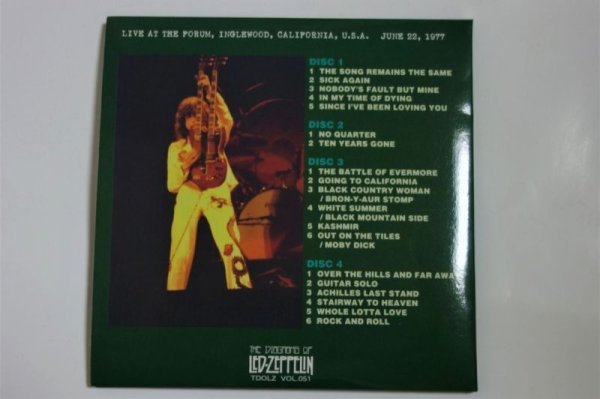 LIVE AT THE FORUM, INGLEWOOD, CALIFORNIA, U.S.A. JUNE 22, 1977
DISC 1
1 THE SONG REMAINS THE SAME
2 SICK AGAIN
3 NOBODY'S FAULT BUT MINE
4 IN MY TIME OF DYING
5 SINCE I'VE BEEN LOVING YOU
DISC 2
1 NO QUARTER
2 TEN YEARS GONE
DISC 3
1 THE BATTLE OF EVERMORE
2 GOING TO CALIFORNIA
3 BLACK COUNTRY WOMAN
/ BRON-Y-AUR STOMP
4 WHITE SUMMER
/ BLACK MOUNTAIN SIDE
5 KASHMIR
6 OUT ON THE TILES
/ MOBY DICK
DISC 4
1 OVER THE HILLS AND FAR AWA
2 GUITAR SOLO
3 ACHILLES LAST STAND
4 STAIRWAY TO HEAVEN
5 WHOLE LOTTA LOVE
6 ROCK AND ROLL
THE DIAGRAMS OF
LED-ZEPPELIN
TDOLZ VOL.051